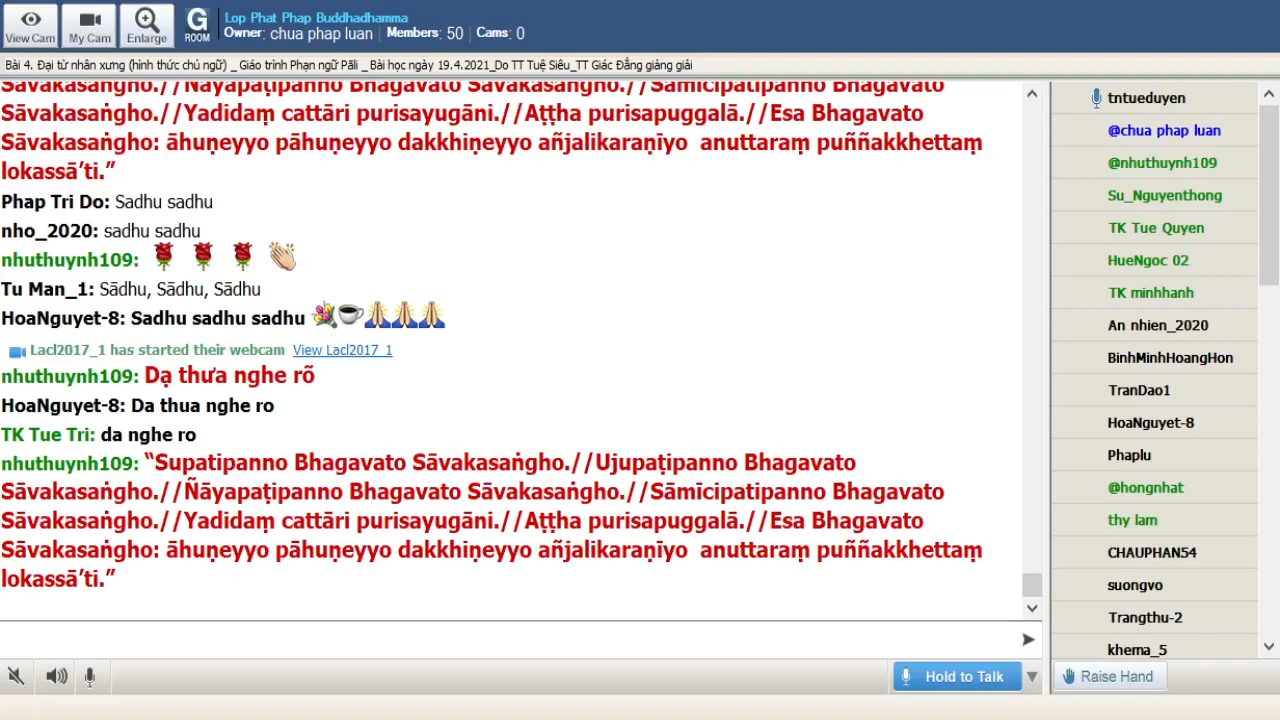 View Cam
My Cam
Enlarge
G
ROOM
Lop Phat Phap Buddhadhamma
Owner: chua phap luan Members: 50 Cams: 0
Bài 4. Đại từ nhân xưng (hình thức chủ ngữ) _ Giáo trình Phạn ngữ Pāli _ Bài học ngày 19.4.2021_Do TT Tuệ Siêu_TT Giác Đẳng giảng giải
Sāvakasaṅgho.//Ñāyapaṭipanno Bhagavato Sāvakasaṅgho.//Sāmīcipatipanno Bhagavato
Sāvakasaṅgho.//Yadidaṃ cattāri purisayugāni.//Aṭṭha purisapuggalā.//Esa Bhagavato
Sāvakasaṅgho: āhuṇeyyo pāhuṇeyyo dakkhiṇeyyo añjalikaraṇīyo anuttaraṃ puññakkhettaṃ
lokassā’ti.”
Phap Tri Do: Sadhu sadhu
nho_2020: sadhu sadhu
nhuthuynh109:
Tu Man_1: Sādhu, Sādhu, Sādhu
HoaNguyet-8: Sadhu sadhu sadhu
Lacl2017_1 has started their webcam View Lacl2017_1
nhuthuynh109: Dạ thưa nghe rõ
HoaNguyet-8: Da thua nghe ro
TK Tue Tri: da nghe ro
nhuthuynh109: “Supatipanno Bhagavato Sāvakasaṅgho.//Ujupaṭipanno Bhagavato
Sāvakasaṅgho.//Ñāyapaṭipanno Bhagavato Sāvakasaṅgho.//Sāmīcipatipanno Bhagavato
Sāvakasaṅgho.//Yadidaṃ cattāri purisayugāni.//Aṭṭha purisapuggalā.//Esa Bhagavato
Sāvakasaṅgho: āhuṇeyyo pāhuṇeyyo dakkhiṇeyyo añjalikaraṇīyo anuttaraṃ puññakkhettaṃ
lokassā’ti.”
Hold to Talk
tntueduyen
@chua phap luan
@nhuthuynh109
Su_Nguyenthong
TK Tue Quyen
HueNgoc 02
TK minhhanh
An nhien_2020
BinhMinhHoangHon
TranDao1
HoaNguyet-8
Phaplu
@hongnhat
thy lam
CHAUPHAN54
suongvo
Trangthu-2
khema_5
Raise Hand